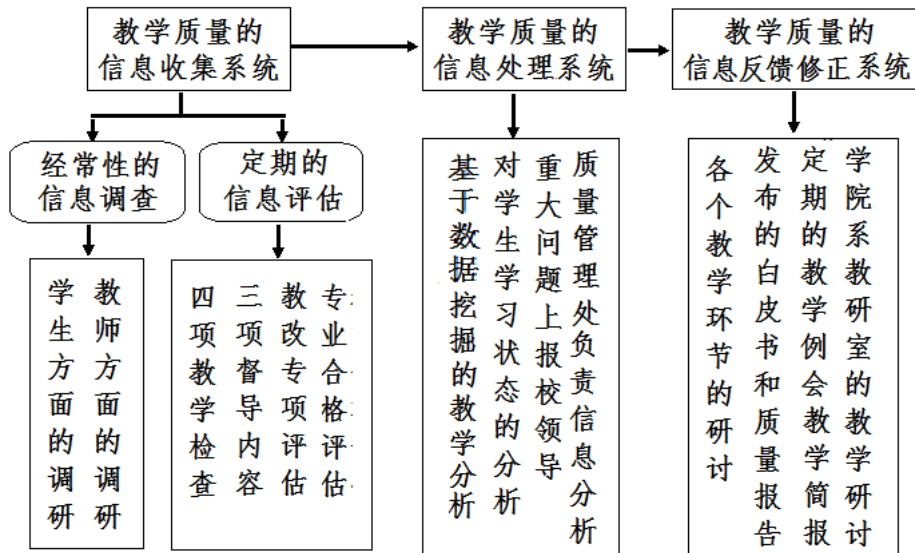 教学质量的
信息收集系统
教学质量的
信息处理系统
教学质量的
信息反馈修正系统
经常性的
信息调查
定期的
信息评估
学生方面的调研
教师方面的调研
四项教学检查
三项督导内容
教改专项评估
专业合格评估
基于数据挖掘的教学分析
对学生学习状态的分析
重大问题上报校领导
质量管理处负责信息分析
各个教学环节的研讨
发布的白皮书和质量报告
定期的教学例会教学简报
学院系教研室的教学研讨